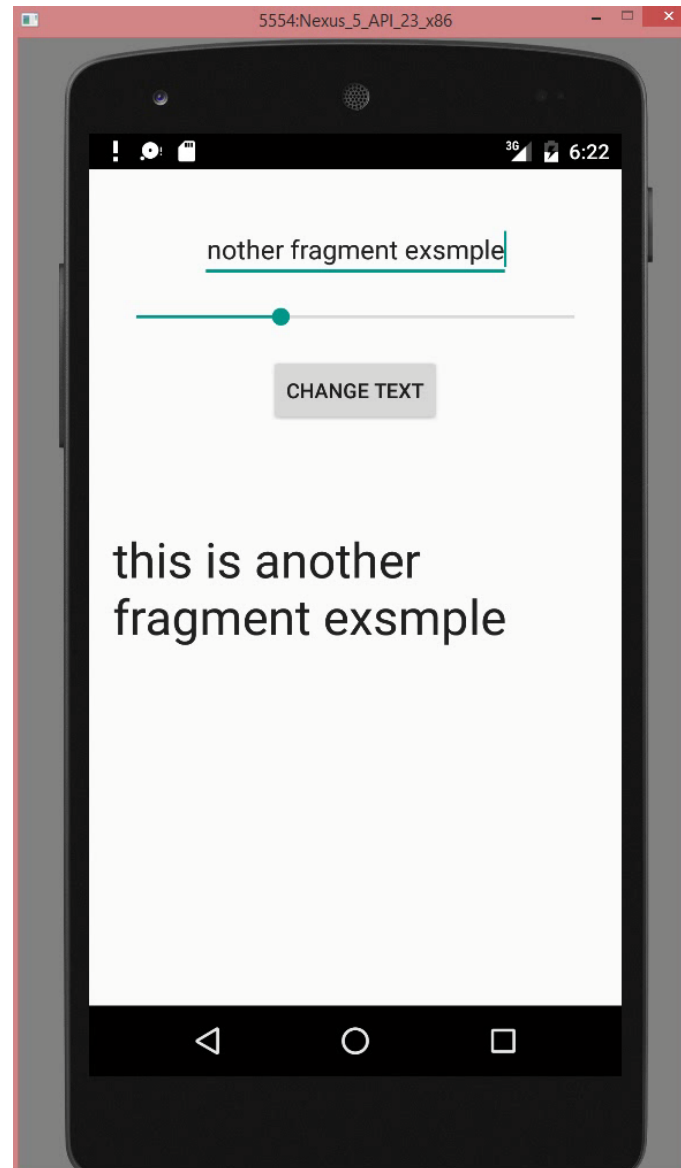 5554:Nexus_5_API_23_x86
3G 6:22
nother fragment exsmple
CHANGE TEXT
this is another
fragment exsmple